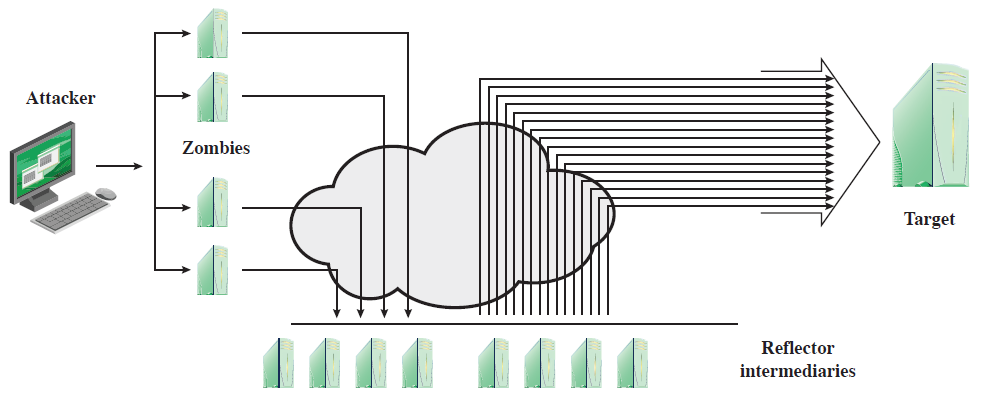 Attacker
Zombies
Target
Reflector
intermediaries